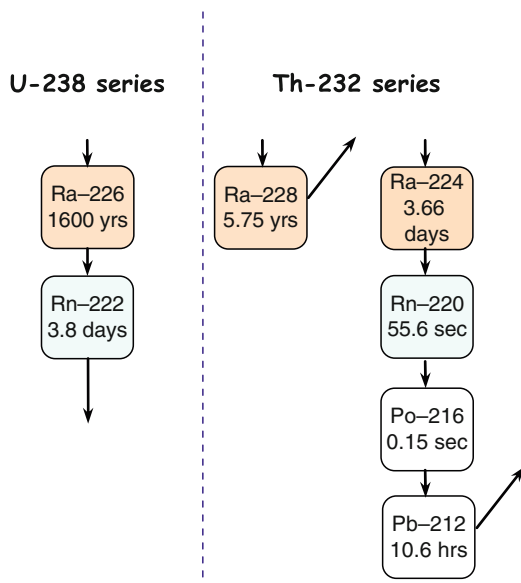 U-238 series
Ra–226
1600 yrs
Rn–222
3.8 days
Th-232 series
Ra–228
5.75 yrs
Ra–224
3.66
days
Rn–220
55.6 sec
Po–216
0.15 sec
Pb–212
10.6 hrs